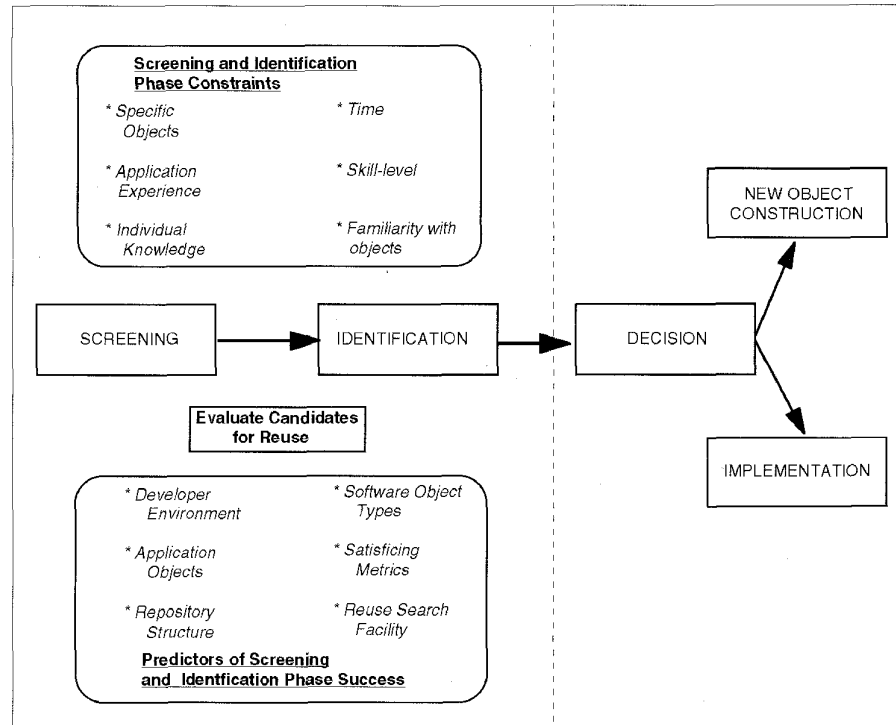 Screening and Identification
Phase Constraints
* Specific
Objects
* Time
* Application
Experience
* Skill-level
* Individual
Knowledge
* Familiarity with
objects
NEW OBJECT
CONSTRUCTION
SCREENING
IDENTIFICATION
DECISION
Evaluate Candidates
for Reuse
IMPLEMENTATION
* Developer
Environment
* Software Object
Types
* Application
Objects
* Satisficing
Metrics
* Repository
Structure
* Reuse Search
Facility
Predictors of Screening
and Identfication Phase Success